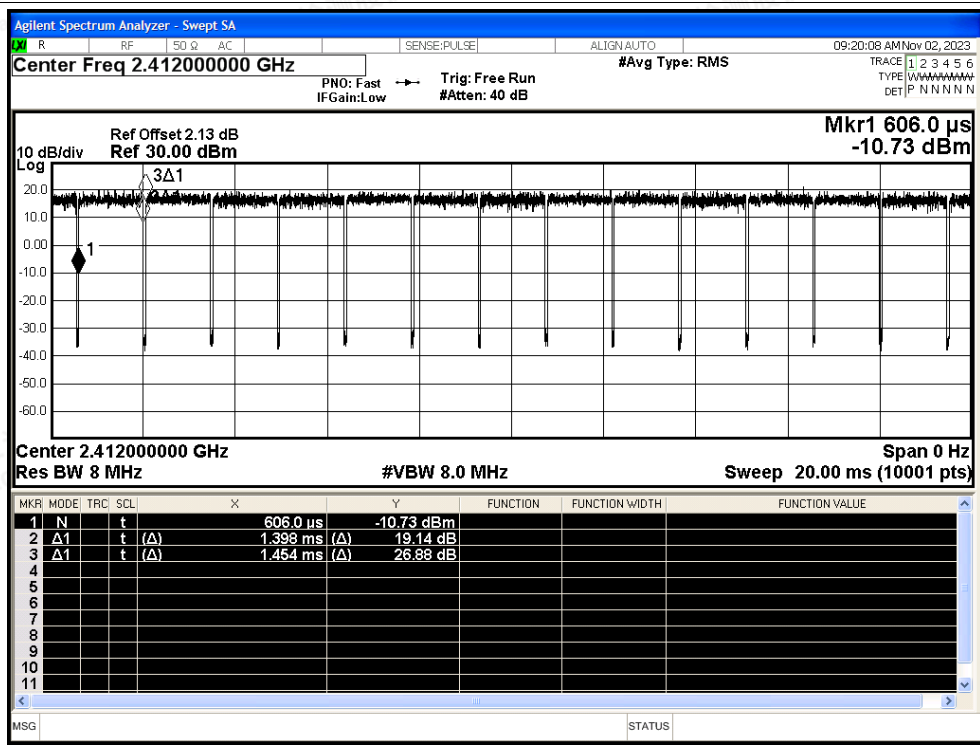 Agilent Spectrum Analyzer - Swept SA
LXI R RF 50 Ω AC SENSE:PULSE ALIGN AUTO 09:20:08 AM Nov 02, 2023
Center Freq 2.412000000 GHz
PNO: Fast
IFGain:Low
Trig: Free Run
#Atten: 40 dB
#Avg Type: RMS
TRACE 1 2 3 4 5 6
TYPE
DET P N N N N N
Ref Offset 2.13 dB
10 dB/div Ref 30.00 dBm
Log
Mkr1 606.0 µs
-10.73 dBm
3Δ1
1
20.0
10.0
0.00
-10.0
-20.0
-30.0
-40.0
-50.0
-60.0
Center 2.412000000 GHz Span 0 Hz
Res BW 8 MHz #VBW 8.0 MHz Sweep 20.00 ms (10001 pts)
MKR MODE TRC SCL X Y FUNCTION FUNCTION WIDTH FUNCTION VALUE
1 N t 606.0 µs -10.73 dBm
2 Δ1 t (Δ) 1.398 ms (Δ) 19.14 dB
3 Δ1 t (Δ) 1.454 ms (Δ) 26.88 dB
4
5
6
7
8
9
10
11
MSG STATUS